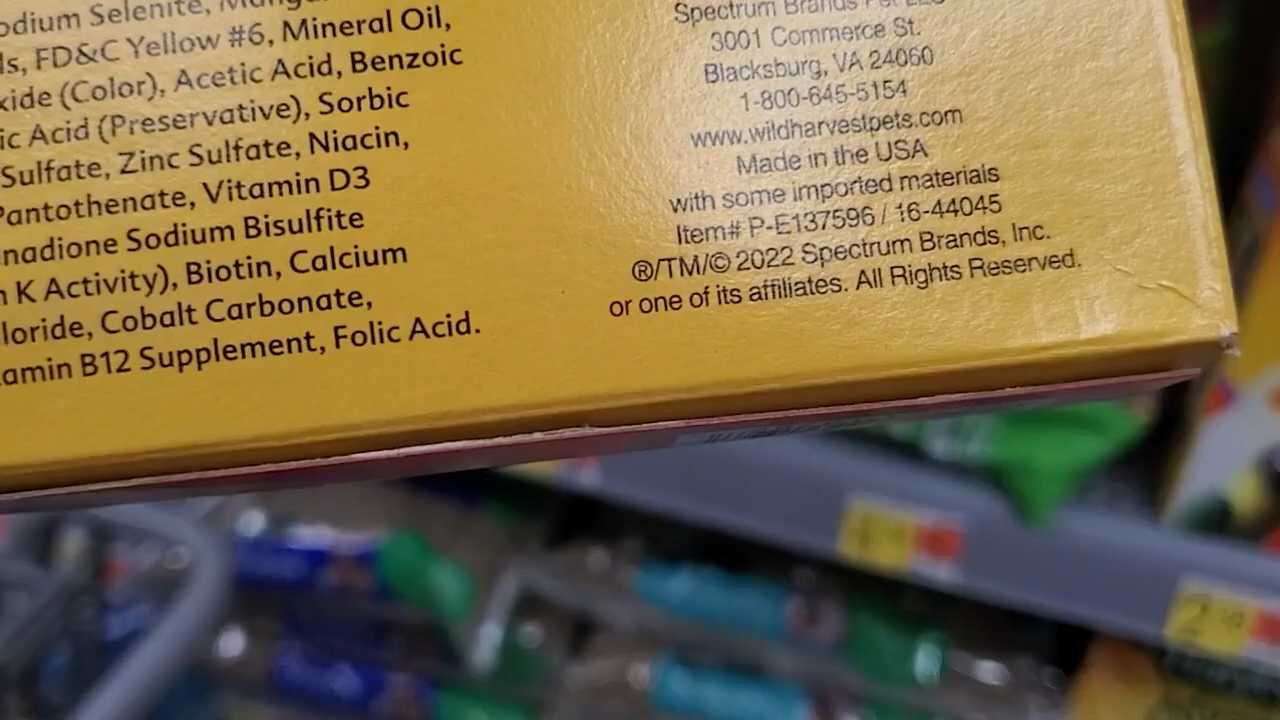 odium Selenite,
ls, FD&C Yellow #6, Mineral Oil,
xide (Color), Acetic Acid, Benzoic
ic Acid (Preservative), Sorbic
Sulfate, Zinc Sulfate, Niacin,
Pantothenate, Vitamin D3
nadione Sodium Bisulfite
n K Activity), Biotin, Calcium
loride, Cobalt Carbonate,
amin B12 Supplement, Folic Acid.
Spectrum Brands Pet LLC
3001 Commerce St.
Blacksburg, VA 24060
1-800-645-5154
www.wildharvestpets.com
Made in the USA
with some imported materials
Item# P-E137596 / 16-44045
®/TM/© 2022 Spectrum Brands, Inc.
or one of its affiliates. All Rights Reserved.